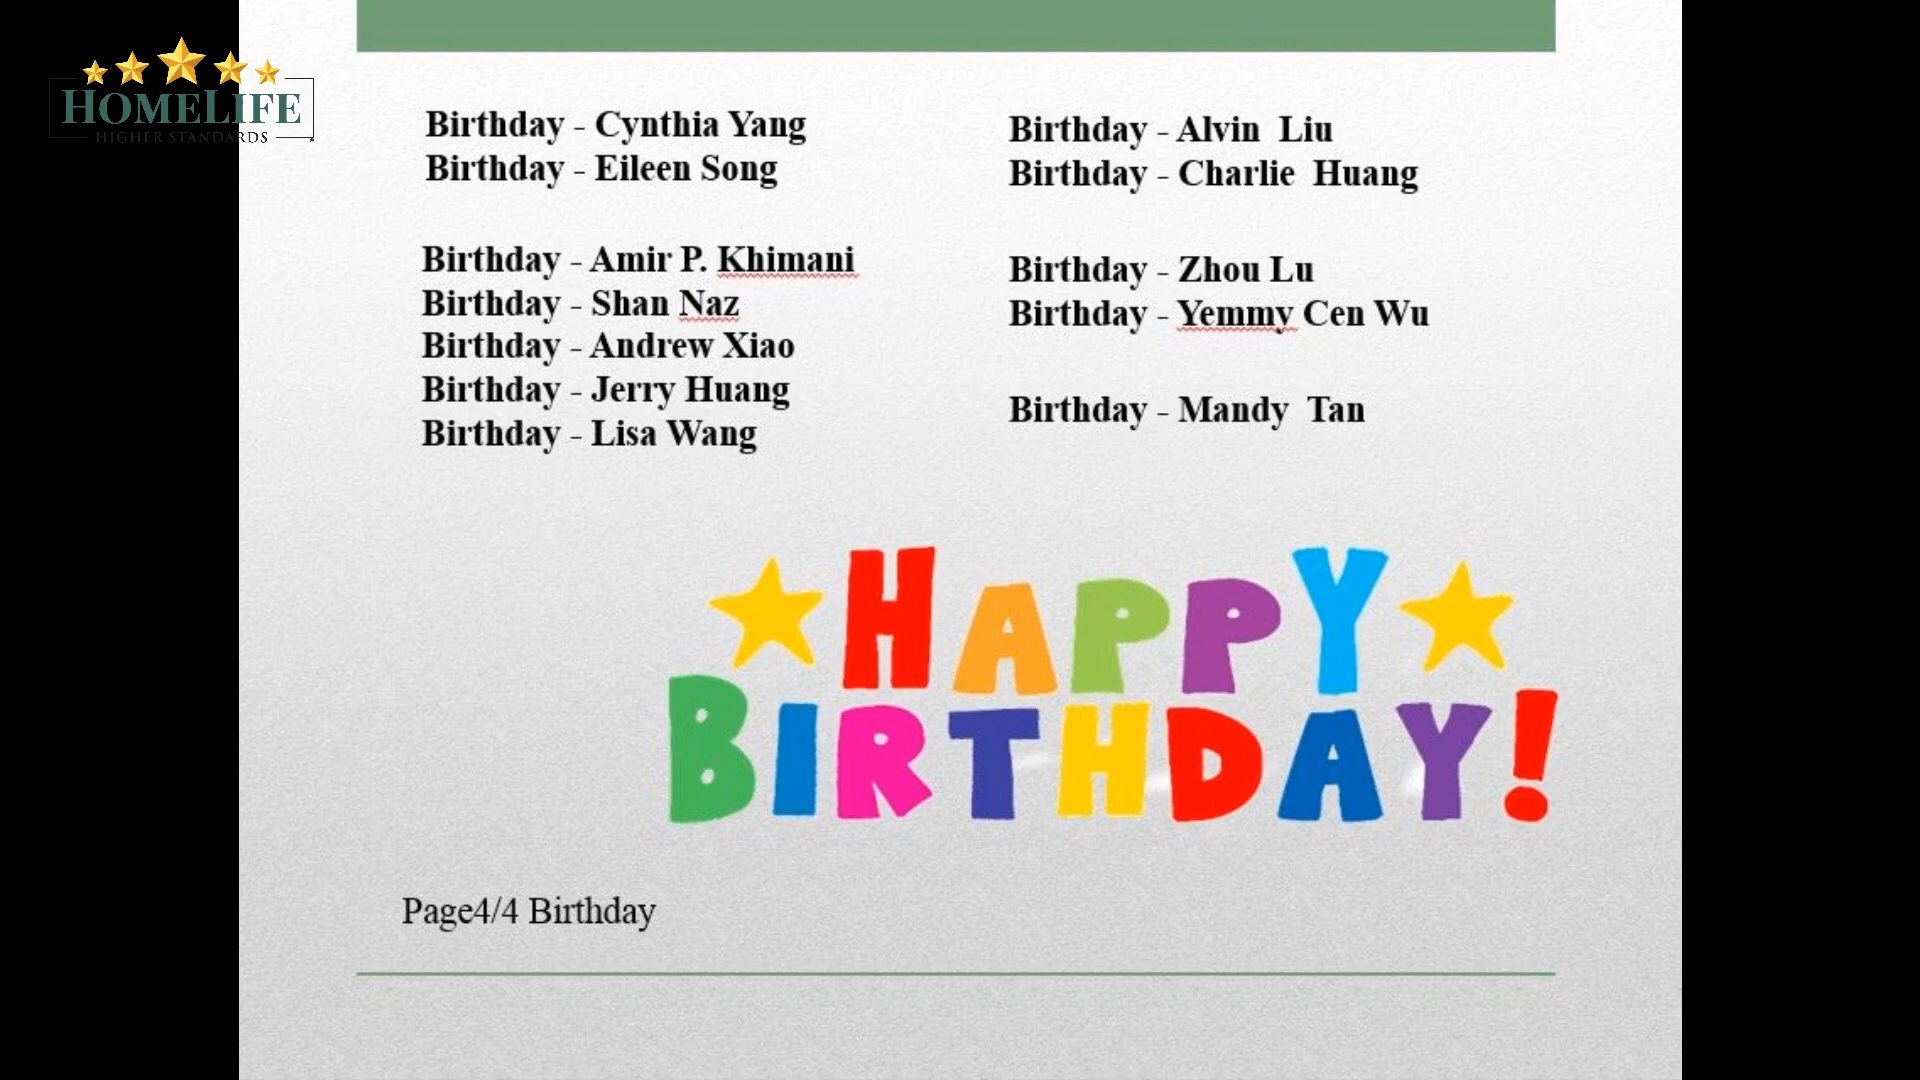 HOMELIFE
HIGHER STANDARDS
Birthday - Cynthia Yang
Birthday - Eileen Song
Birthday - Amir P. Khimani
Birthday - Shan Naz
Birthday - Andrew Xiao
Birthday - Jerry Huang
Birthday - Lisa Wang
Birthday - Alvin  Liu
Birthday - Charlie  Huang
Birthday - Zhou Lu
Birthday - Yemmy Cen Wu
Birthday - Mandy  Tan
HAPPY
BIRTHDAY!
Page4/4 Birthday